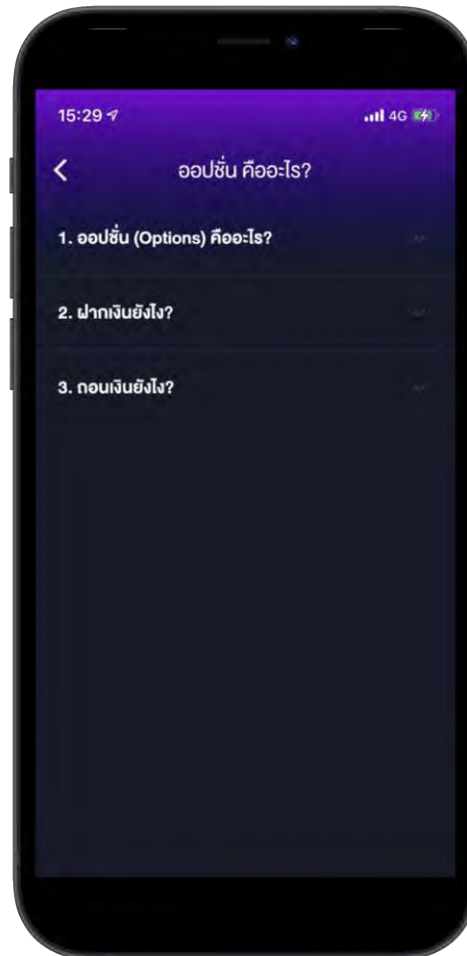 15:29
4G
ออปชั่น คืออะไร?
1. ออปชั่น (Options) คืออะไร?
2. ฝากเงินยังไง?
3. ถอนเงินยังไง?